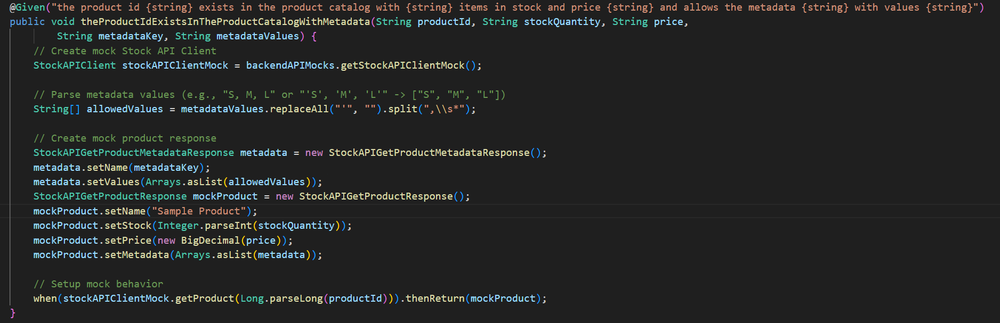 @Given("the product id {string} exists in the product catalog with {string} items in stock and price {string} and allows the metadata {string} with values {string}")
public void theProductIdExistsInTheProductCatalogWithMetadata(String productId, String stockQuantity, String price,
        String metadataKey, String metadataValues) {
    // Create mock Stock API Client
    StockAPIClient stockAPIClientMock = backendAPIMocks.getStockAPIClientMock();

    // Parse metadata values (e.g., "S, M, L" or "'S', 'M', 'L'" -> ["S", "M", "L"])
    String[] allowedValues = metadataValues.replaceAll("'", "").split(",\\s*");

    // Create mock product response
    StockAPIGetProductMetadataResponse metadata = new StockAPIGetProductMetadataResponse();
    metadata.setName(metadataKey);
    metadata.setValues(Arrays.asList(allowedValues));
    StockAPIGetProductResponse mockProduct = new StockAPIGetProductResponse();
    mockProduct.setName("Sample Product");
    mockProduct.setStock(Integer.parseInt(stockQuantity));
    mockProduct.setPrice(new BigDecimal(price));
    mockProduct.setMetadata(Arrays.asList(metadata));

    // Setup mock behavior
    when(stockAPIClientMock.getProduct(Long.parseLong(productId))).thenReturn(mockProduct);
}